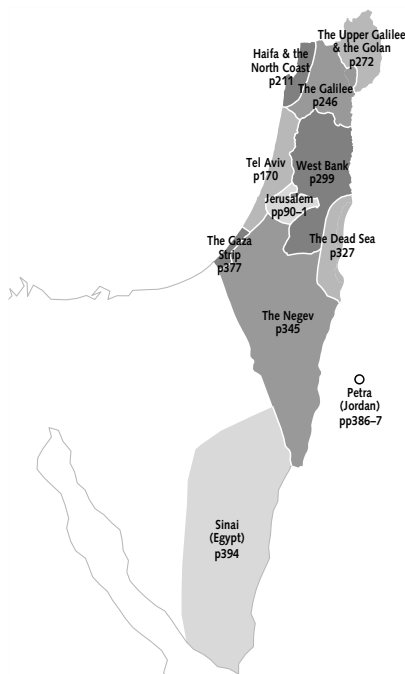 The Upper Galilee
& the Golan
p272
Haifa & the
North Coast
p211
The Galilee
p246
Tel Aviv
p170
West Bank
p299
Jerusalem
pp90–1
The Gaza
Strip
p377
The Dead Sea
p327
The Negev
p345
Petra
(Jordan)
pp386–7
Sinai
(Egypt)
p394